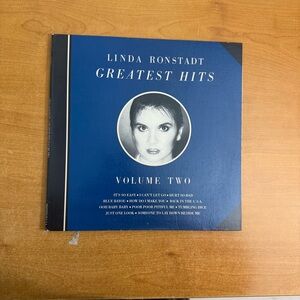 LINDA RONSTADT
GREATEST HITS
VOLUME TWO
IT'S SO EASY • I CAN'T LET GO • HURT SO BAD
BLUE BAYOU • HOW DO I MAKE YOU • BACK IN THE U.S.A.
OOH BABY BABY • POOR POOR PITIFUL ME • TUMBLING DICE
JUST ONE LOOK • SOMEONE TO LAY DOWN BESIDE ME